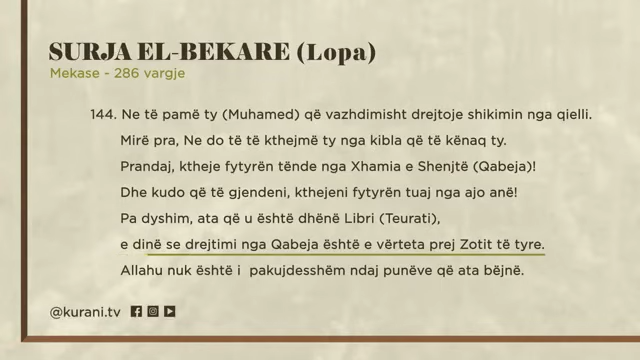 SURJA EL-BEKARE (Lopa)
Mekase - 286 vargje
144. Ne të pamë ty (Muhamed) që vazhdimisht drejtoje shikimin nga qielli.
Mirë pra, Ne do të të kthejmë ty nga kibla që të kënaq ty.
Prandaj, ktheje fytyrën tënde nga Xhamia e Shenjtë (Qabeja)!
Dhe kudo që të gjendeni, kthejeni fytyrën tuaj nga ajo anë!
Pa dyshim, ata që u është dhënë Libri (Teurati),
e dinë se drejtimi nga Qabeja është e vërteta prej Zotit të tyre.
Allahu nuk është i pakujdesshëm ndaj punëve që ata bëjnë.
@kurani.tv